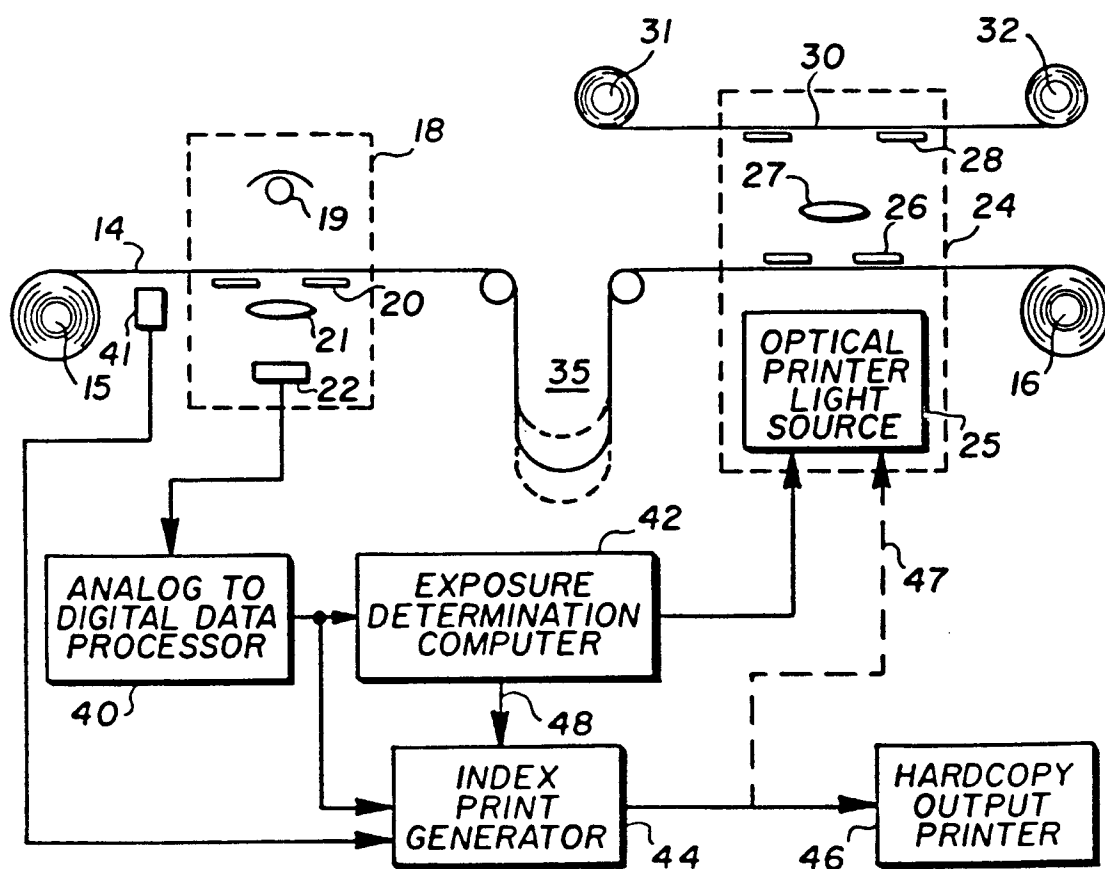 31
32
30
18
28
27
19
26
24
14
20
21
41
15
22
35
OPTICAL
PRINTER
LIGHT
SOURCE
16
25
42
47
ANALOG TO
DIGITAL DATA
PROCESSOR
EXPOSURE
DETERMINATION
COMPUTER
40
48
INDEX
PRINT
GENERATOR
HARDCOPY
OUTPUT
PRINTER
44
46